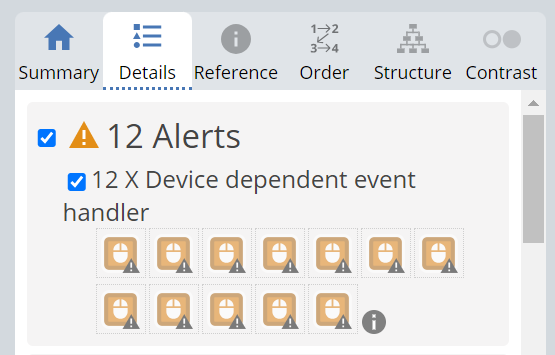 Summary Details Reference Order Structure Contrast
12 Alerts
12 X Device dependent event
handler